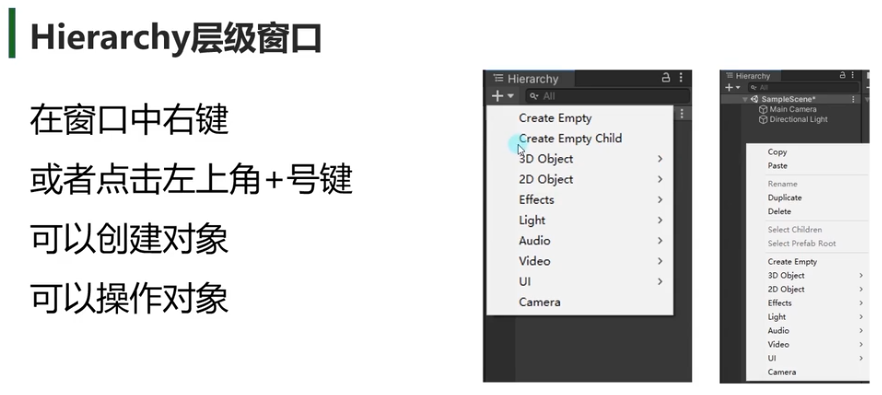 Hierarchy层级窗口
在窗口中右键
或者点击左上角+号键
可以创建对象
可以操作对象
Hierarchy
All
Create Empty
Create Empty Child
3D Object
2D Object
Effects
Light
Audio
Video
UI
Camera
Hierarchy
All
SampleScene*
Main Camera
Directional Light
Copy
Paste
Rename
Duplicate
Delete
Select Children
Select Prefab Root
Create Empty
3D Object
2D Object
Effects
Light
Audio
Video
UI
Camera